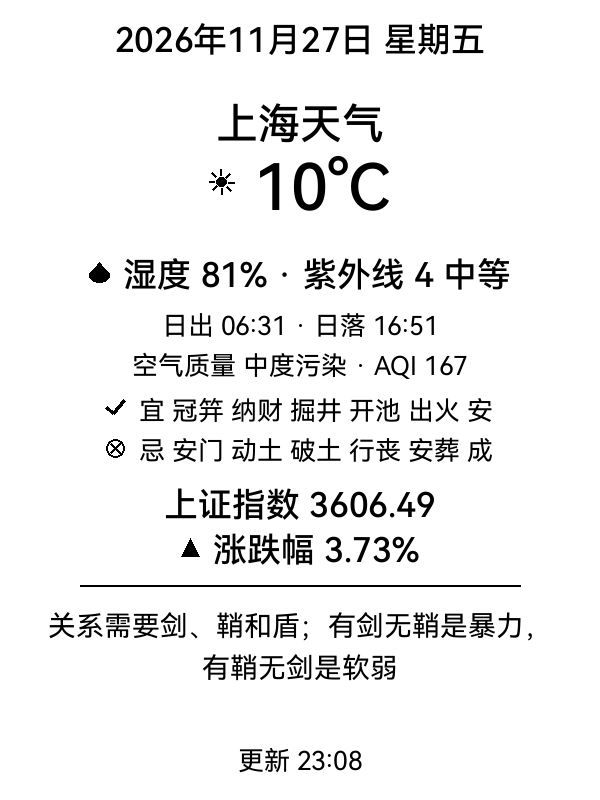 2026年11月27日 星期五
上海天气
10°C
湿度 81% · 紫外线 4 中等
日出 06:31 · 日落 16:51
空气质量 中度污染 · AQI 167
宜 冠笄 纳财 掘井 开池 出火 安
忌 安门 动土 破土 行丧 安葬 成
上证指数 3606.49
▲ 涨跌幅 3.73%
关系需要剑、鞘和盾；有剑无鞘是暴力，
有鞘无剑是软弱
更新 23:08